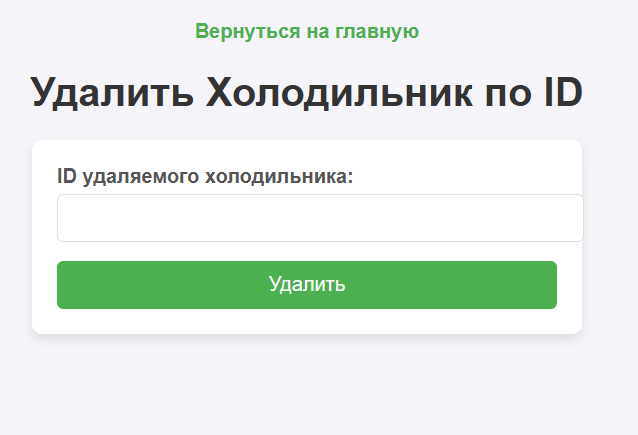 Вернуться на главную
Удалить Холодильник по ID
ID удаляемого холодильника:
Удалить